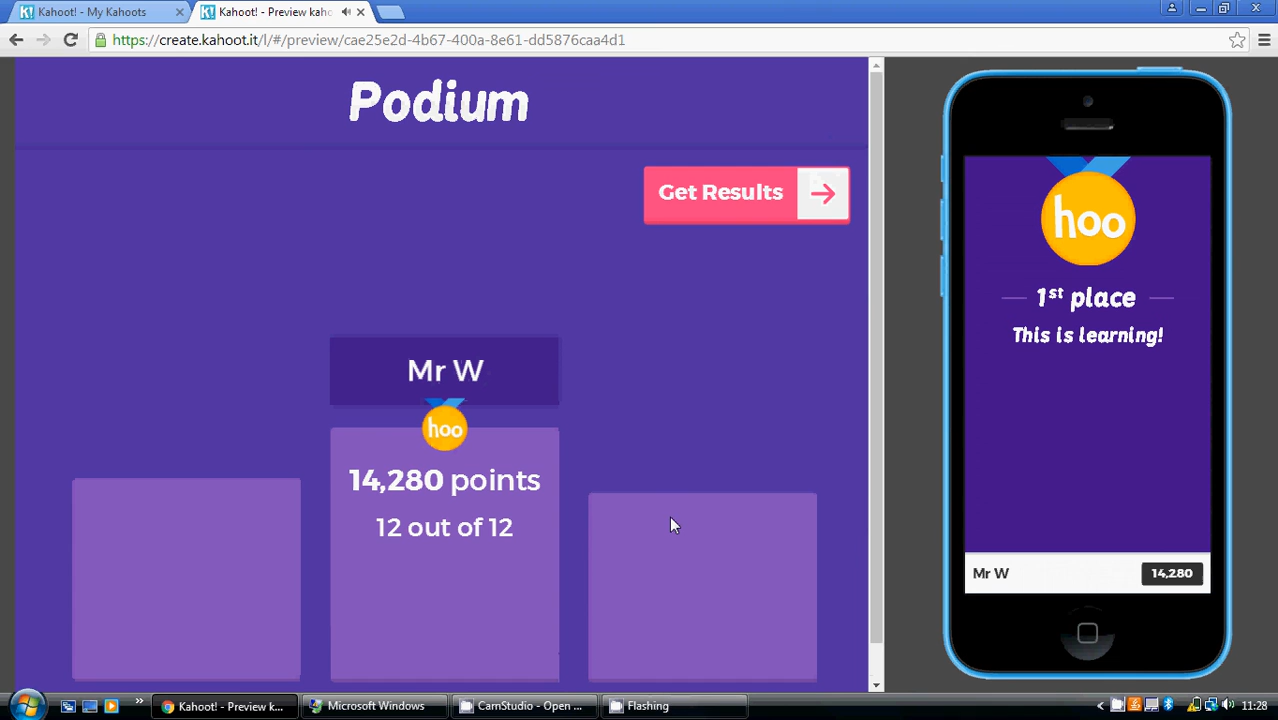 Kahoot! - My Kahoots
Kahoot! - Preview kaho
https://create.kahoot.it/l/#/preview/cae25e2d-4b67-400a-8e61-dd5876caa4d1
Podium
Get Results
Mr W
hoo
14,280 points
12 out of 12
hoo
1st place
This is learning!
Mr W
14,280
Kahoot! - Preview k...
Microsoft Windows
CamStudio - Open ...
Flashing
11:28